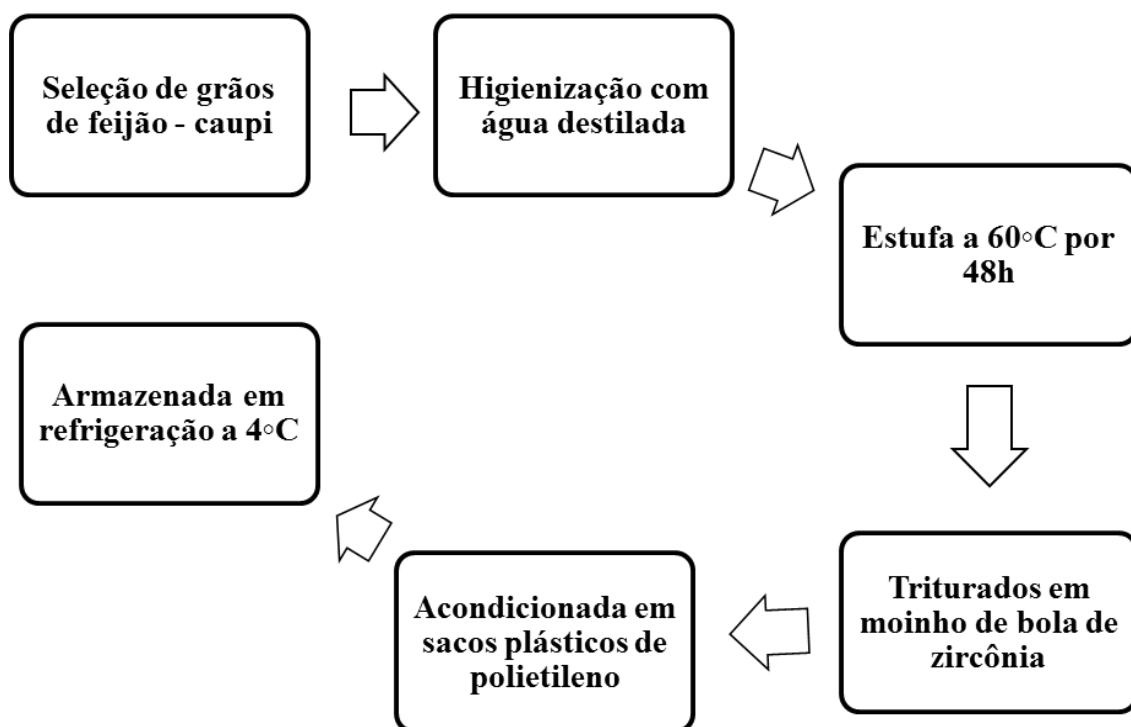 Seleção de grãos
de feijão - caupi
Higienização com
água destilada
Estufa a 60◦C por
48h
Triturados em
moinho de bola de
zircônia
Acondicionada em
sacos plásticos de
polietileno
Armazenada em
refrigeração a 4◦C